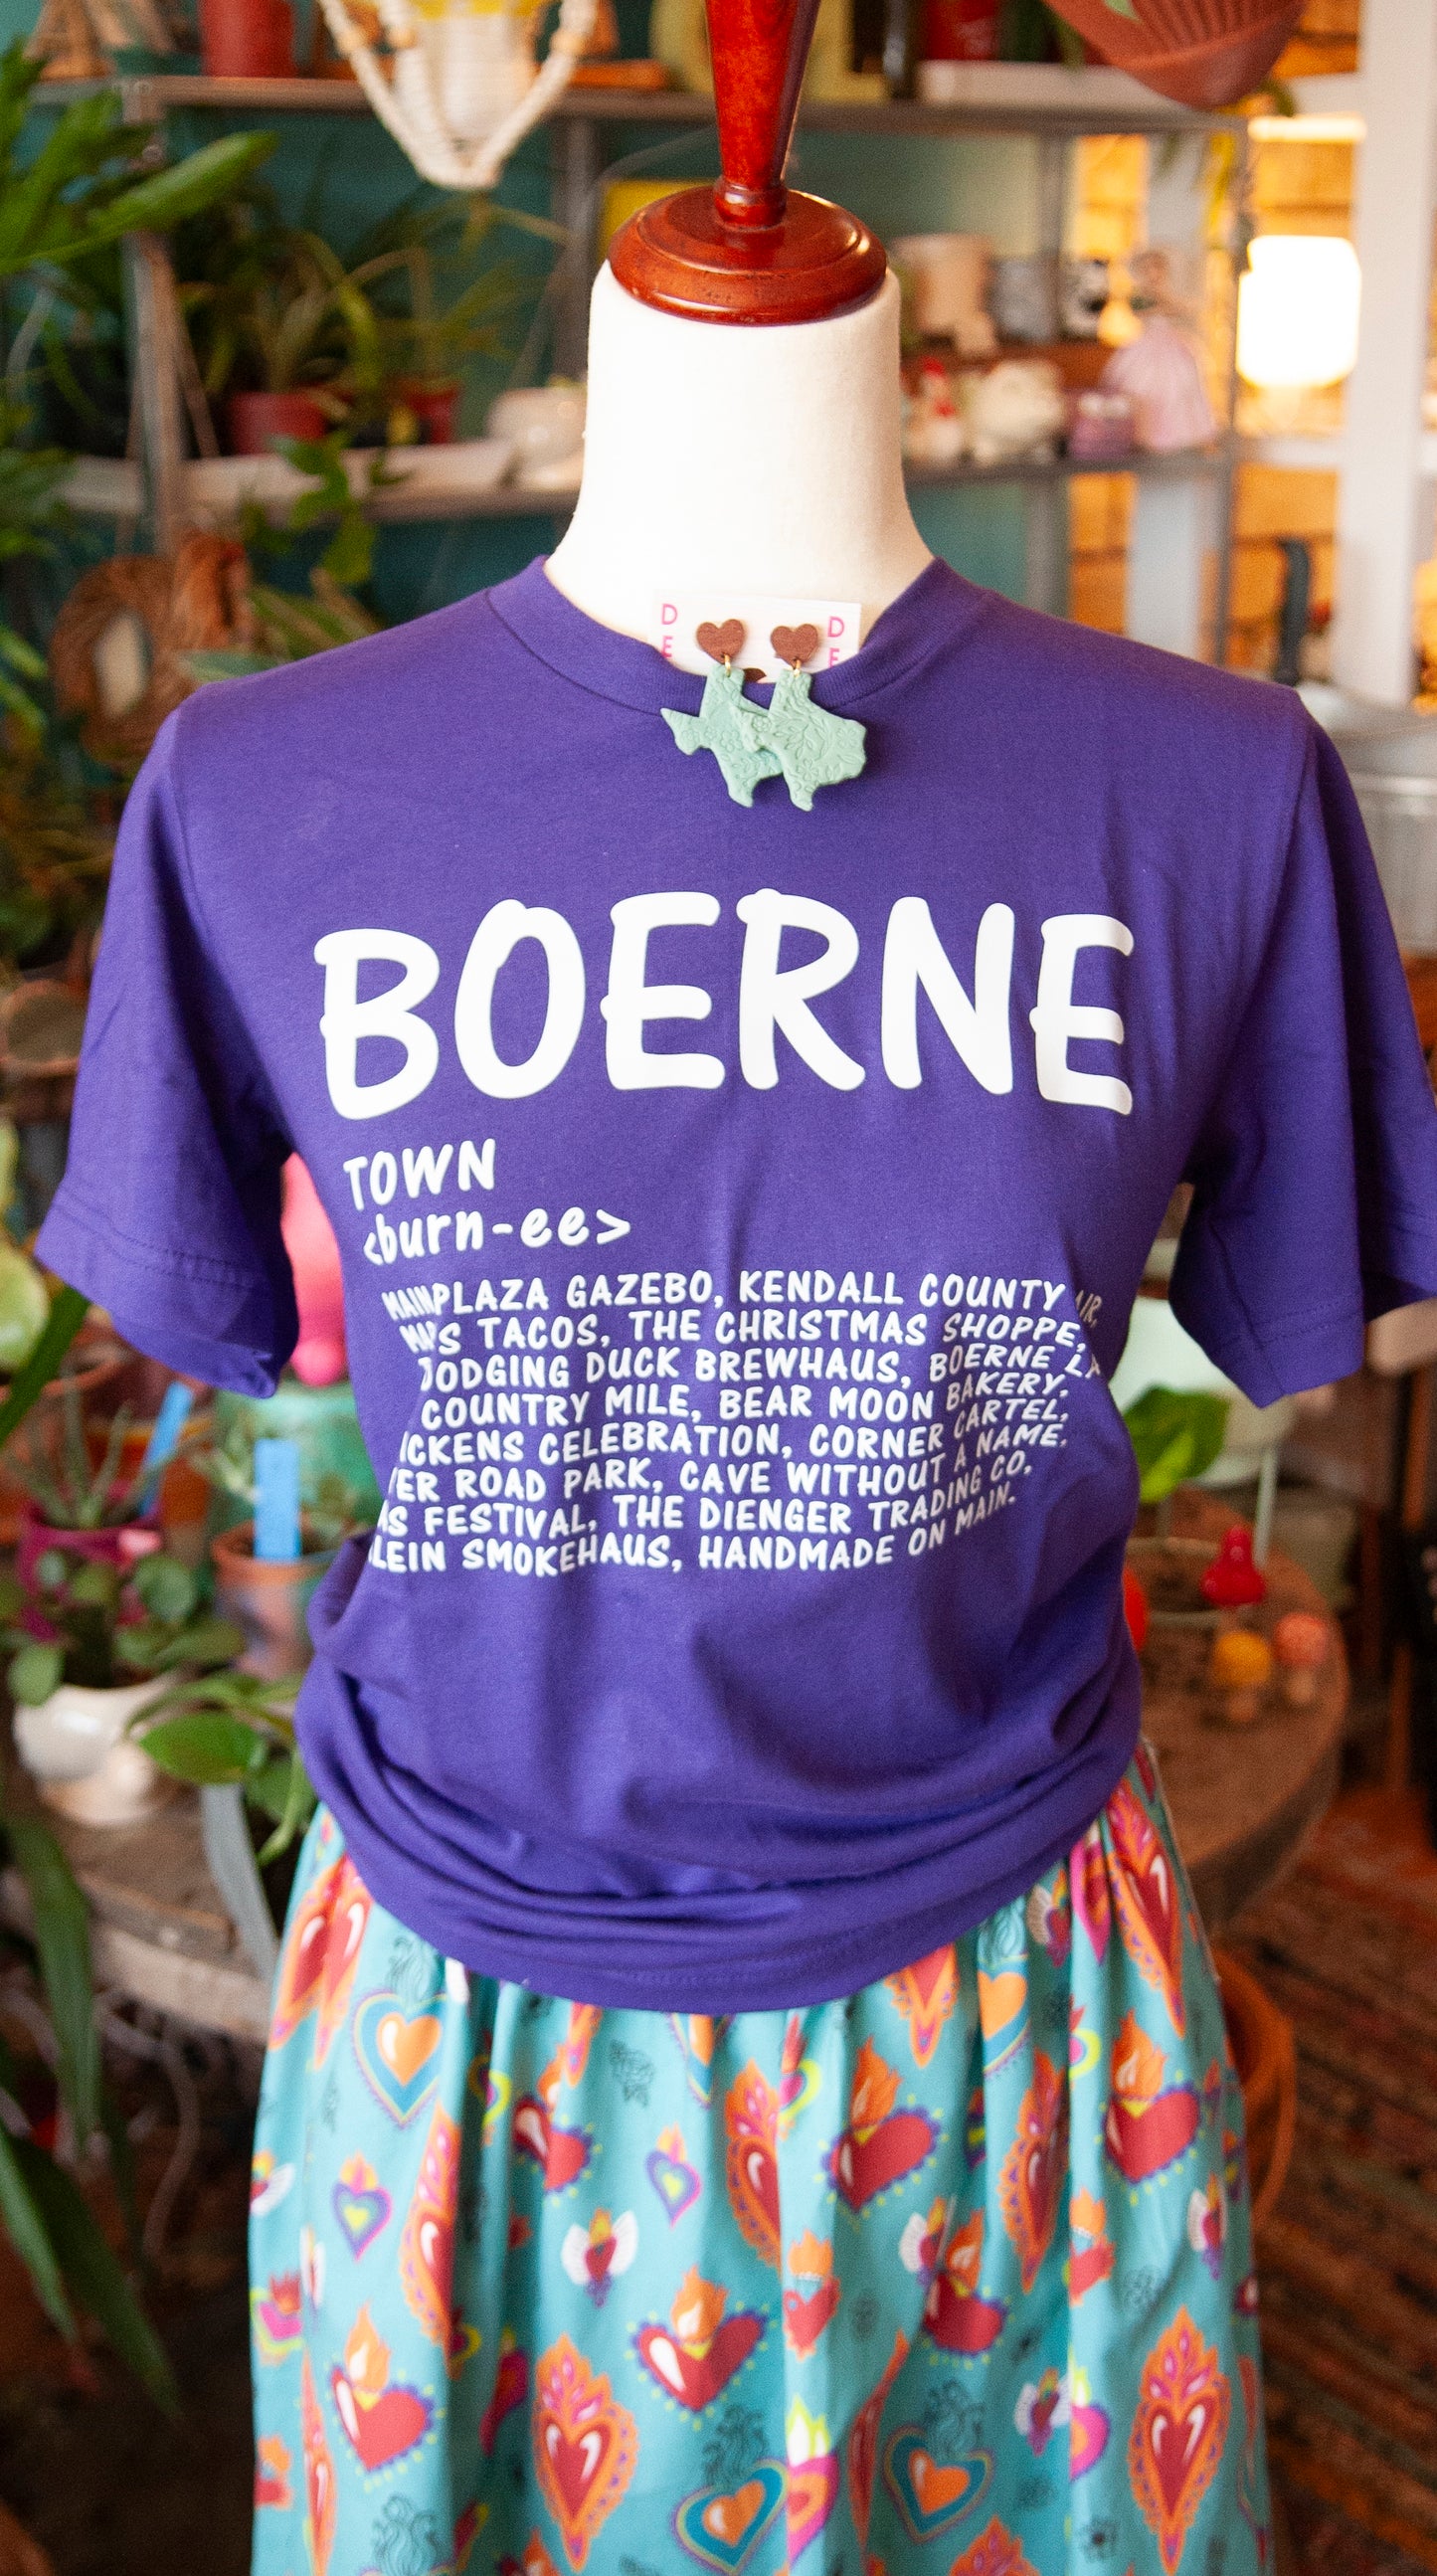 D D
E E
BOERNE
TOWN
<burn-ee>
MAIN PLAZA GAZEBO, KENDALL COUNTY
TACOS, THE CHRISTMAS SHOPPE,
DODGING DUCK BREWHAUS, BOERNE
COUNTRY MILE, BEAR MOON BAKERY,
CELEBRATION, CORNER CARTEL,
ROAD PARK, CAVE WITHOUT A NAME,
FESTIVAL, THE DIENGER TRADING CO,
SMOKEHAUS, HANDMADE ON MAIN.